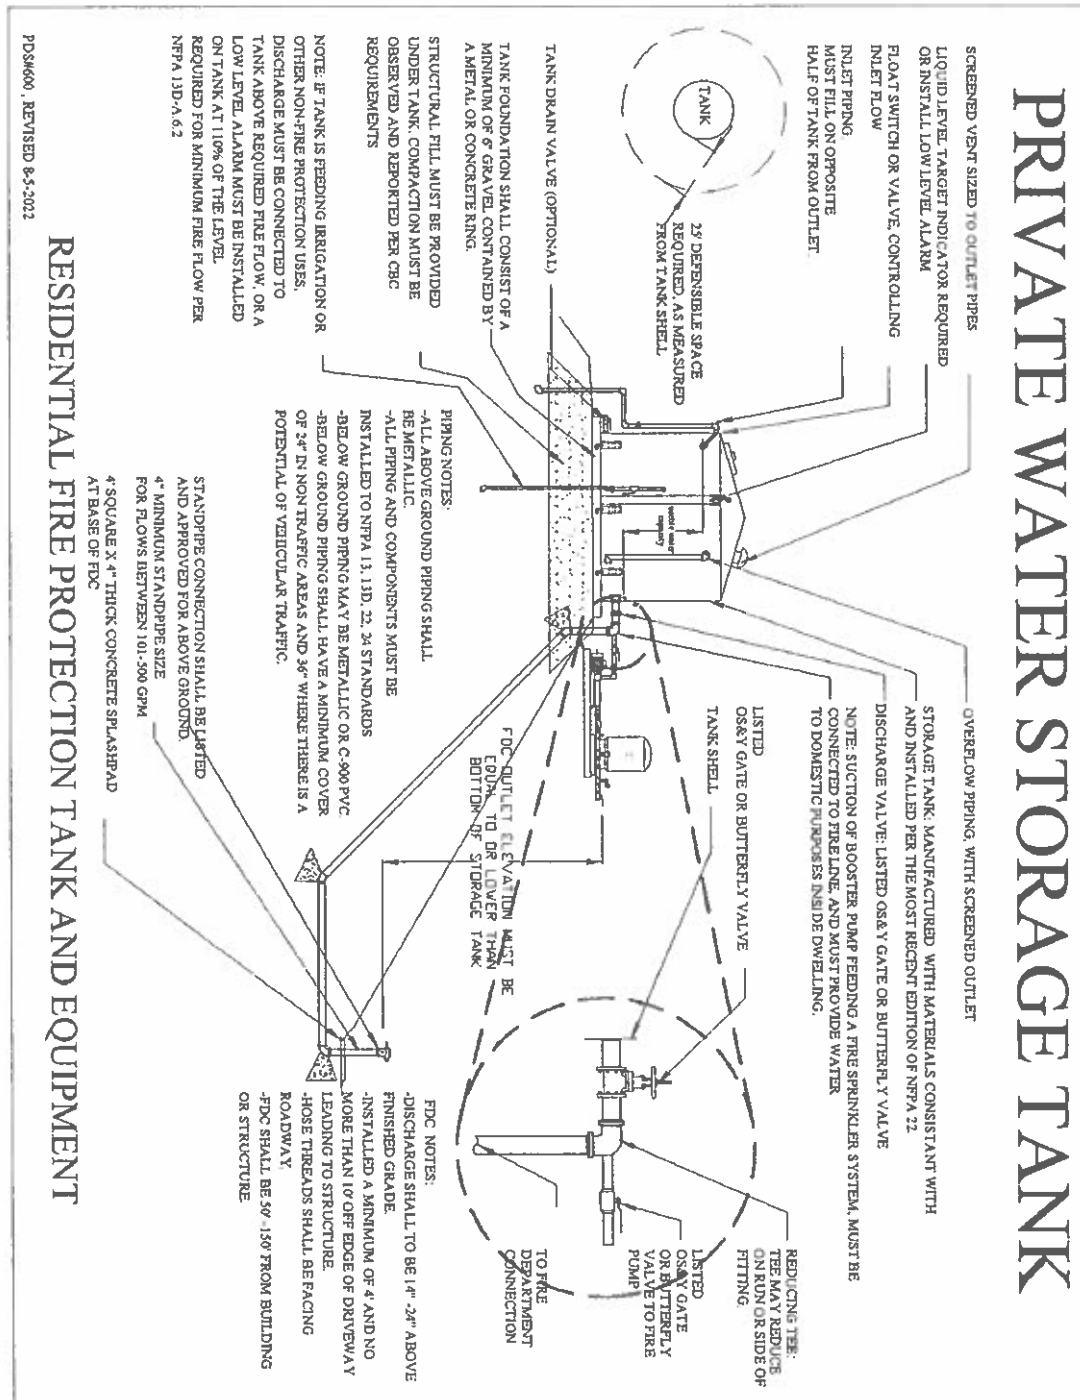 PRIVATE WATER STORAGE TANK
SCREENED VENT SIZED TO OUTLET PIPES
LIQUID LEVEL TARGET INDICATOR REQUIRED
OR INSTALL LOW LEVEL ALARM
FLOAT SWITCH OR VALVE, CONTROLLING
INLET FLOW
INLET PIPING
MUST FILL ON OPPOSITE
HALF OF TANK FROM OUTLET
TANK
25' DEFENSIBLE SPACE
REQUIRED, AS MEASURED
FROM TANK SHELL
TANK DRAIN VALVE (OPTIONAL)
TANK FOUNDATION SHALL CONSIST OF A
MINIMUM OF 6" GRAVEL CONTAINED BY
A METAL OR CONCRETE RING.
STRUCTURAL FILL MUST BE PROVIDED
UNDER TANK. COMPACTION MUST BE
OBSERVED AND REPORTED PER CBC
REQUIREMENTS
NOTE: IF TANK IS FEEDING IRRIGATION OR
OTHER NON-FIRE PROTECTION USES,
DISCHARGE MUST BE CONNECTED TO
TANK ABOVE REQUIRED FIRE FLOW, OR A
LOW LEVEL ALARM MUST BE INSTALLED
ON TANK AT 110% OF THE LEVEL
REQUIRED FOR MINIMUM FIRE FLOW PER
NFPA 13D-A.6.2
OVERFLOW PIPING, WITH SCREENED OUTLET
STORAGE TANK: MANUFACTURED WITH MATERIALS CONSISTANT WITH
AND INSTALLED PER THE MOST RECENT EDITION OF NFPA 22
DISCHARGE VALVE: LISTED OS&Y GATE OR BUTTERFLY VALVE
NOTE: SUCTION OF BOOSTER PUMP FEEDING A FIRE SPRINKLER SYSTEM, MUST BE
CONNECTED TO FIRE LINE, AND MUST PROVIDE WATER
TO DOMESTIC PURPOSES INSIDE DWELLING.
usable water
capacity
LISTED
OS&Y GATE OR BUTTERFLY VALVE
TANK SHELL
REDUCING TEE:
TEE MAY REDUCE
ON RUN OR SIDE OF
FITTING.
LISTED
OS&Y GATE
OR BUTTERFLY
VALVE TO FIRE
PUMP
TO FIRE
DEPARTMENT
CONNECTION
FDC OUTLET ELEVATION MUST BE
EQUAL TO OR LOWER THAN
BOTTOM OF STORAGE TANK
PIPING NOTES:
-ALL ABOVE GROUND PIPING SHALL
BE METALLIC.
-ALL PIPING AND COMPONENTS MUST BE
INSTALLED TO NFPA 13, 13D, 22, 24 STANDARDS
-BELOW GROUND PIPING MAY BE METALLIC OR C-900 PVC.
-BELOW GROUND PIPING SHALL HAVE A MINIMUM COVER
OF 24" IN NON TRAFFIC AREAS AND 36" WHERE THERE IS A
POTENTIAL OF VEHICULAR TRAFFIC.
STANDPIPE CONNECTION SHALL BE LISTED
AND APPROVED FOR ABOVE GROUND.
4" MINIMUM STANDPIPE SIZE
FOR FLOWS BETWEEN 101-500 GPM
4' SQUARE X 4" THICK CONCRETE SPLASHPAD
AT BASE OF FDC
FDC NOTES:
-DISCHARGE SHALL TO BE 14" -24" ABOVE
FINISHED GRADE.
-INSTALLED A MINIMUM OF 4' AND NO
MORE THAN 10' OFF EDGE OF DRIVEWAY
LEADING TO STRUCTURE.
-HOSE THREADS SHALL BE FACING
ROADWAY.
-FDC SHALL BE 50' -150' FROM BUILDING
OR STRUCTURE
RESIDENTIAL FIRE PROTECTION TANK AND EQUIPMENT
PDS#600 , REVISED 8-5-2022